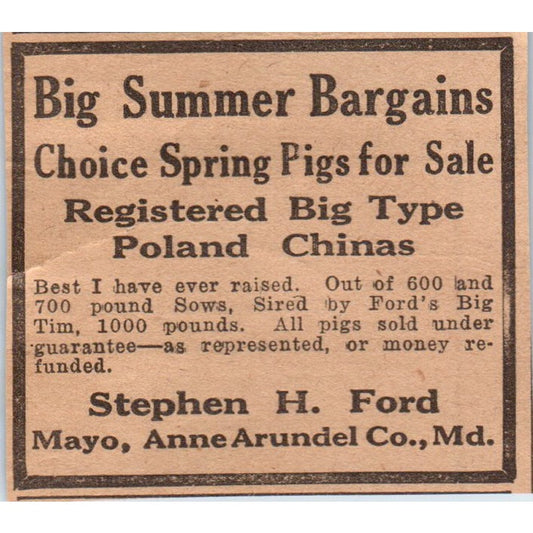 Big Summer Bargains
Choice Spring Pigs for Sale
Registered Big Type
Poland Chinas
Best I have ever raised. Out of 600 and
700 pound Sows, Sired by Ford's Big
Tim, 1000 pounds. All pigs sold under
guarantee—as represented, or money re-
funded.
Stephen H. Ford
Mayo, Anne Arundel Co., Md.